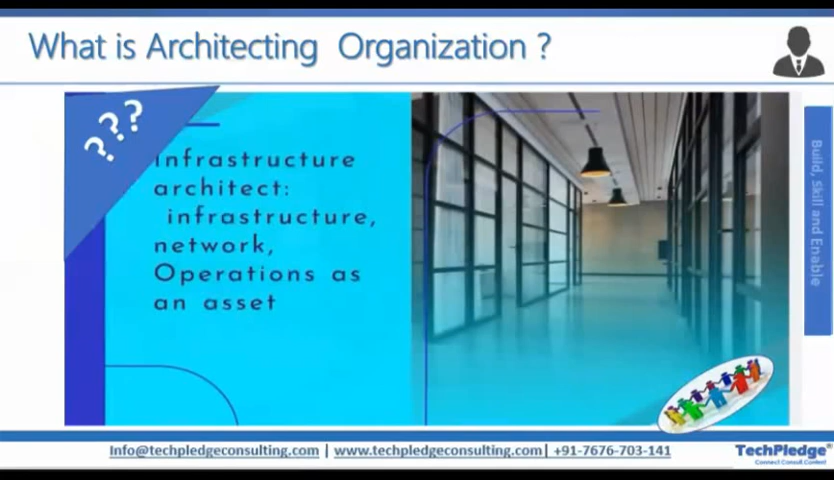 What is Architecting Organization ?
???
Infrastructure
architect:
infrastructure,
network,
Operations as
an asset
Build, Skill and Enable
Info@techpledgeconsulting.com | www.techpledgeconsulting.com| +91-7676-703-141
TechPledge®
Connect Consult Content